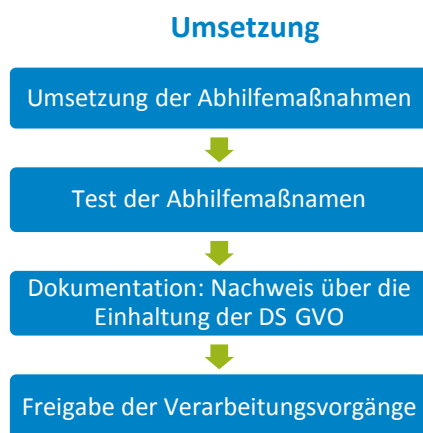 Umsetzung
Umsetzung der Abhilfemaßnahmen
Test der Abhilfemaßnamen
Dokumentation: Nachweis über die
Einhaltung der DS GVO
Freigabe der Verarbeitungsvorgänge